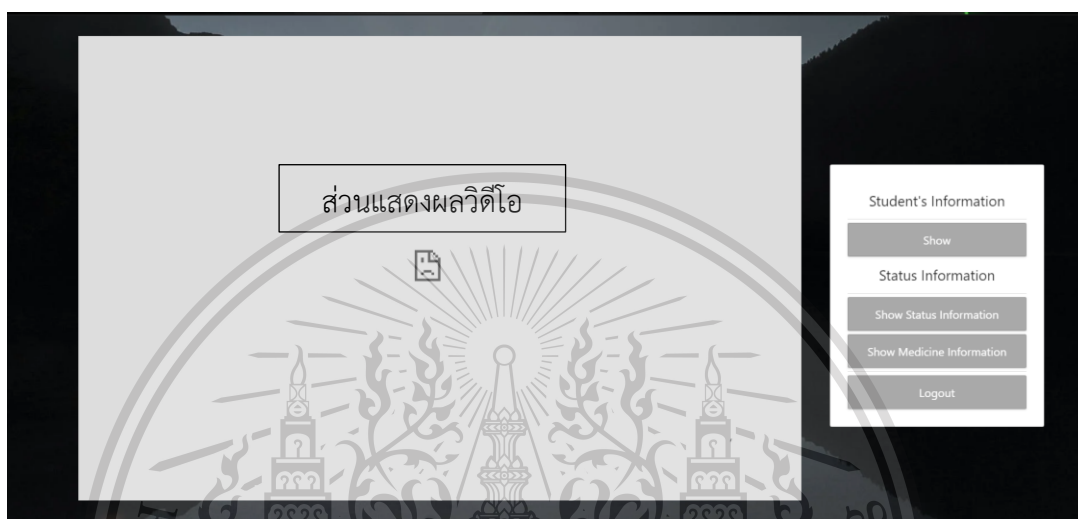 ส่วนแสดงผลวิดีโอ
Student's Information
Show
Status Information
Show Status Information
Show Medicine Information
Logout